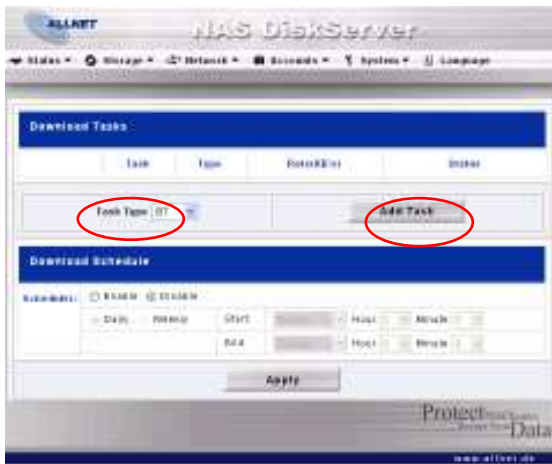 ALLNET
NAS DiskServer
Status Storage Network Accounts System Language
Download Tasks
Task Type Rate(KB/s) Status
Task Type BT Add Task
Download Schedule
Schedule: Enable Disable
Daily Weekly Start Hour Minute
End Hour Minute
Apply
Protect
Data
www.allnet.de